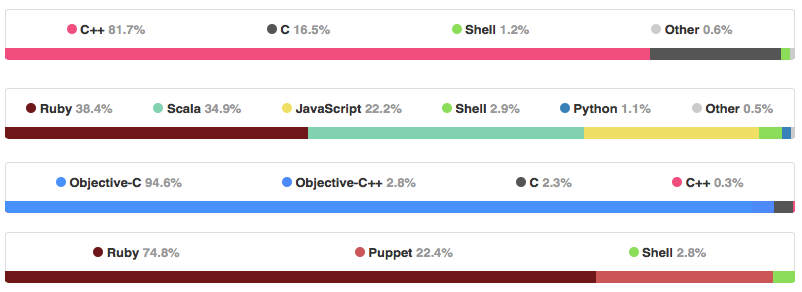 C++ 81.7% C 16.5% Shell 1.2% Other 0.6%
Ruby 38.4% Scala 34.9% JavaScript 22.2% Shell 2.9% Python 1.1% Other 0.5%
Objective-C 94.6% Objective-C++ 2.8% C 2.3% C++ 0.3%
Ruby 74.8% Puppet 22.4% Shell 2.8%